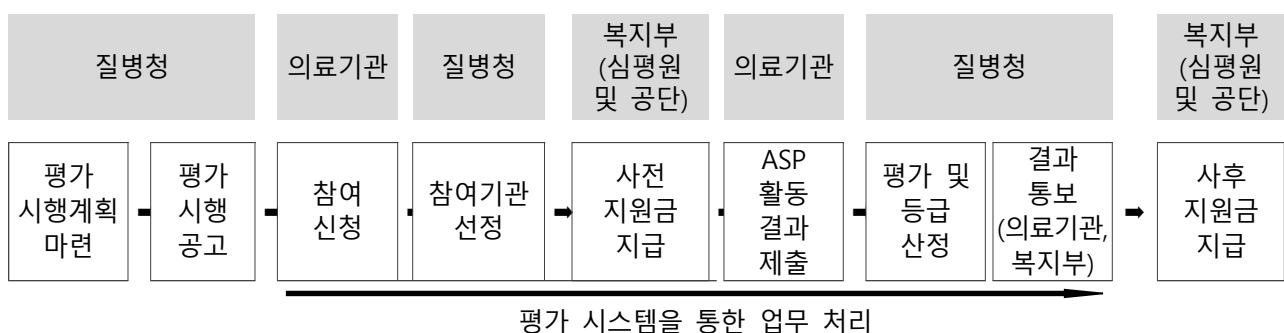 질병청
의료기관
질병청
복지부
(심평원
및 공단)
의료기관
질병청
복지부
(심평원
및 공단)
평가
시행계획
마련
평가
시행
공고
참여
신청
참여기관
선정
사전
지원금
지급
ASP
활동
결과
제출
평가 및
등급
산정
결과
통보
(의료기관,
복지부)
사후
지원금
지급
평가 시스템을 통한 업무 처리